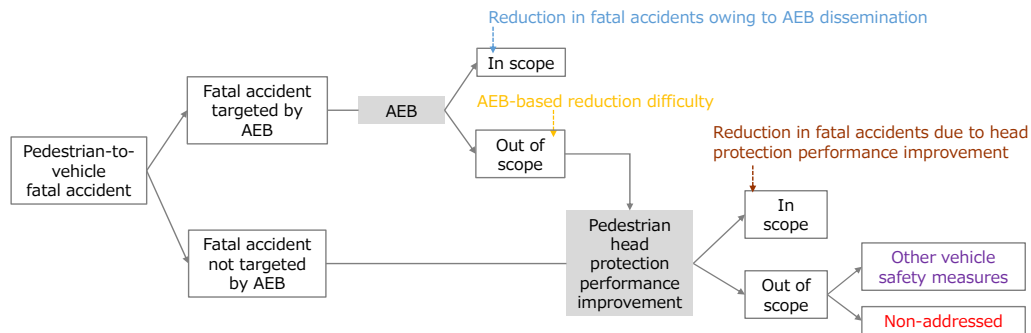 Reduction in fatal accidents owing to AEB dissemination
In scope
Fatal accident
targeted by
AEB
AEB
AEB-based reduction difficulty
Out of
scope
Pedestrian-to-
vehicle
fatal accident
Reduction in fatal accidents due to head
protection performance improvement
In
scope
Fatal accident
not targeted
by AEB
Pedestrian
head
protection
performance
improvement
Out of
scope
Other vehicle
safety measures
Non-addressed